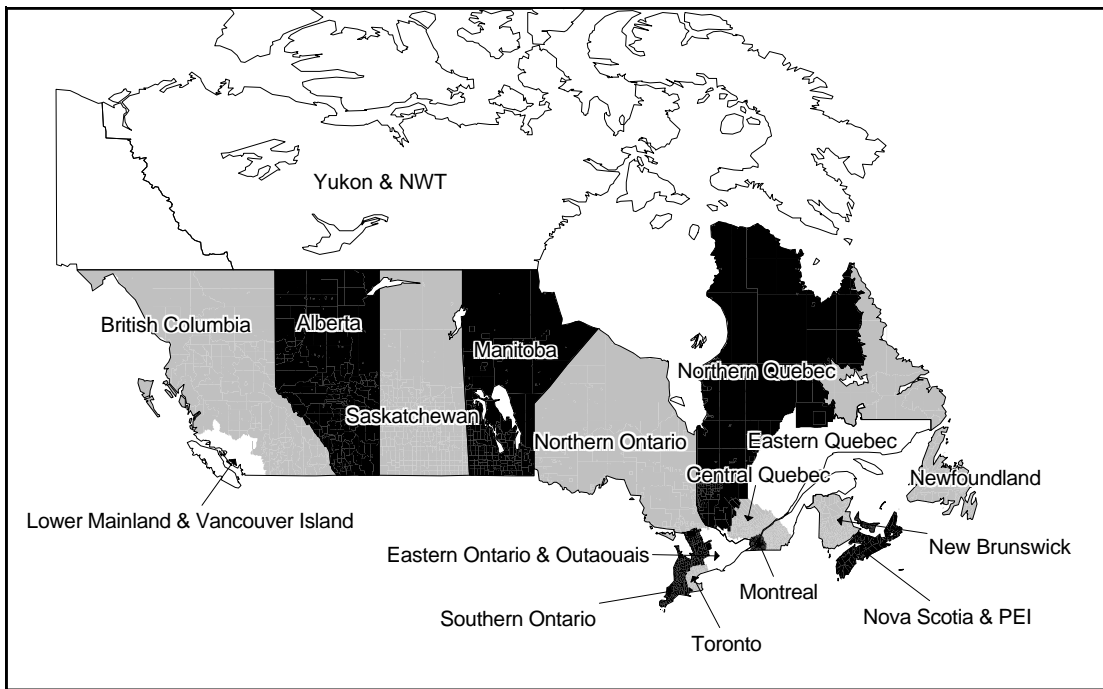 Yukon & NWT
British Columbia
Alberta
Manitoba
Northern Quebec
Saskatchewan
Northern Ontario
Eastern Quebec
Central Quebec
Newfoundland
Lower Mainland & Vancouver Island
Eastern Ontario & Outaouais
New Brunswick
Montreal
Southern Ontario
Nova Scotia & PEI
Toronto